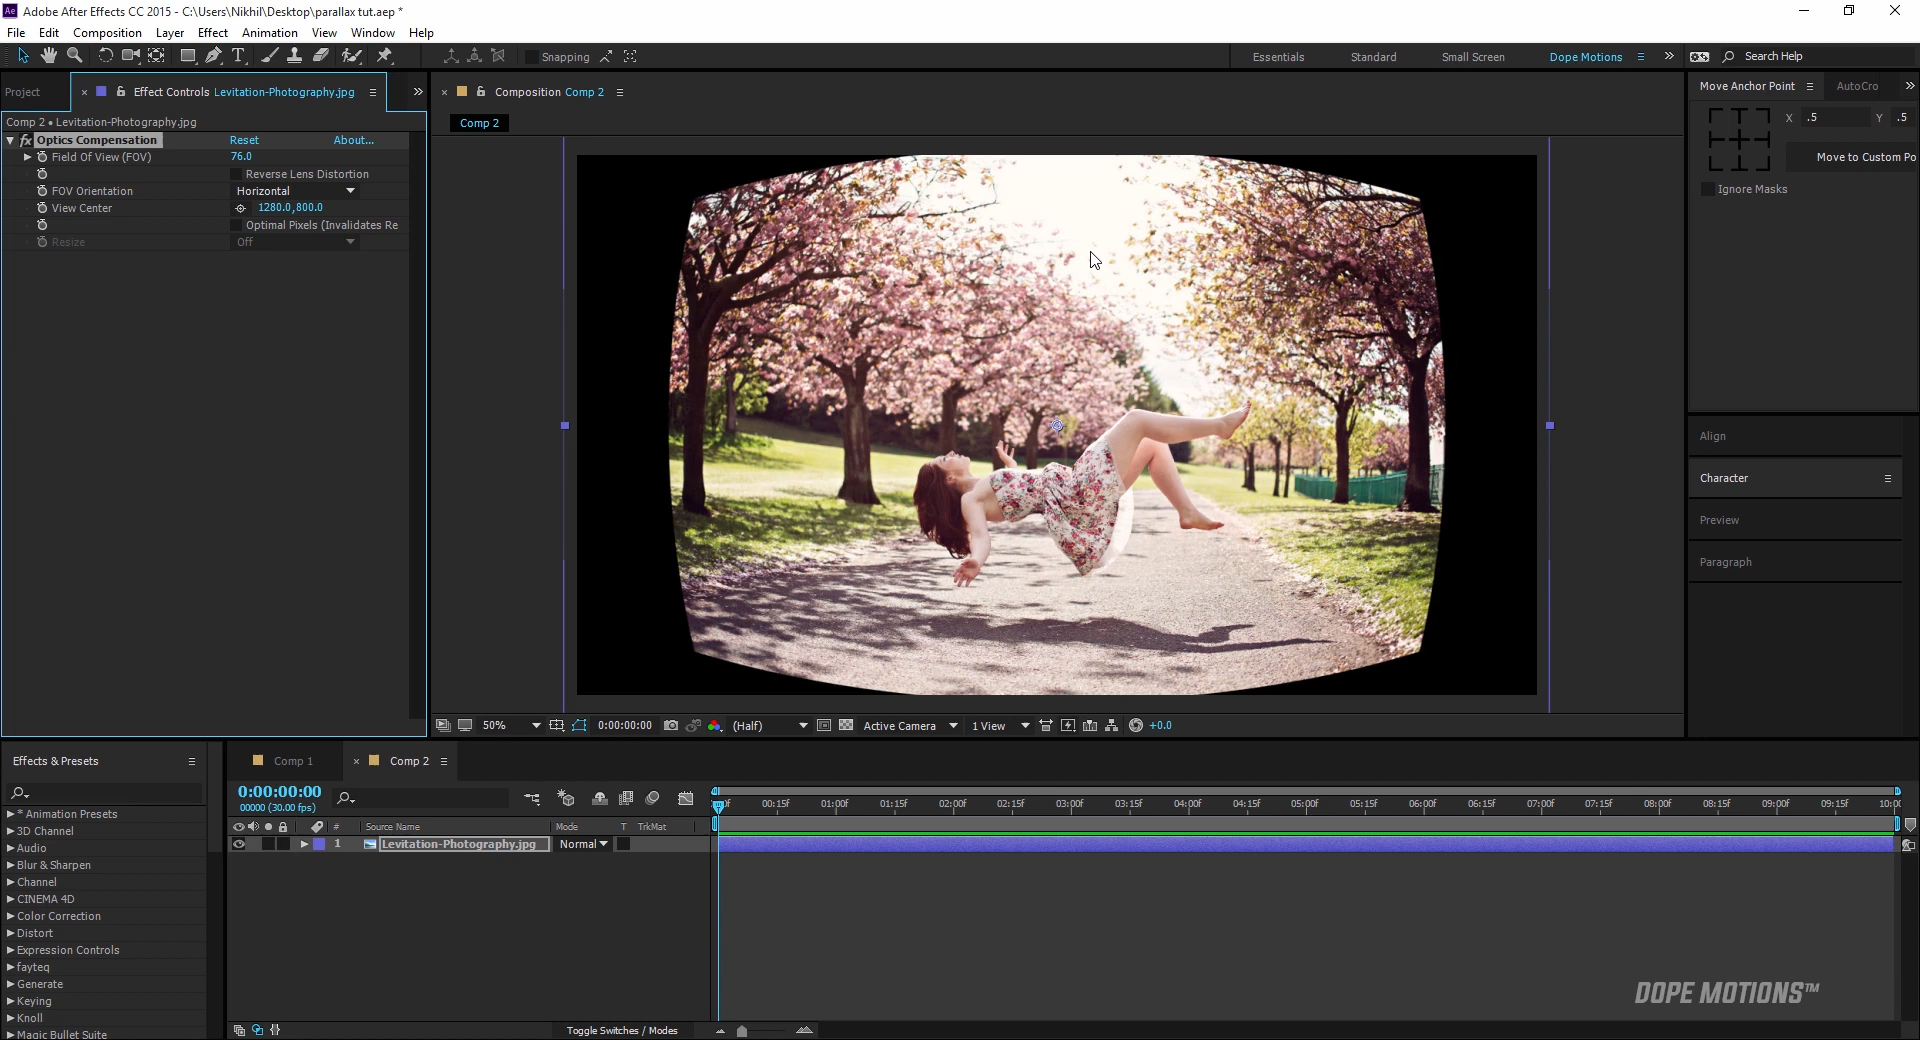 Adobe After Effects CC 2015 - C:\Users\Nikhil\Desktop\parallax tut.aep *
File Edit Composition Layer Effect Animation View Window Help
Snapping
Essentials Standard Small Screen Dope Motions Search Help
Project
Effect Controls Levitation-Photography.jpg
Comp 2 • Levitation-Photography.jpg
fx Optics Compensation Reset About...
Field Of View (FOV) 76.0
Reverse Lens Distortion
FOV Orientation Horizontal
View Center 1280.0,800.0
Optimal Pixels (Invalidates Re
Resize Off
Composition Comp 2
Comp 2
50% 0:00:00:00 (Half) Active Camera 1 View +0.0
Move Anchor Point AutoCro
X .5 Y .5
Move to Custom Po
Ignore Masks
Align
Character
Preview
Paragraph
Effects & Presets
* Animation Presets
3D Channel
Audio
Blur & Sharpen
Channel
CINEMA 4D
Color Correction
Distort
Expression Controls
fayteq
Generate
Keying
Knoll
Magic Bullet Suite
Comp 1 Comp 2
0:00:00:00
00000 (30.00 fps)
# Source Name Mode T TrkMat
1 Levitation-Photography.jpg Normal
00:15f 01:00f 01:15f 02:00f 02:15f 03:00f 03:15f 04:00f 04:15f 05:00f 05:15f 06:00f 06:15f 07:00f 07:15f 08:00f 08:15f 09:00f 09:15f 10:00
Toggle Switches / Modes
DOPE MOTIONS™